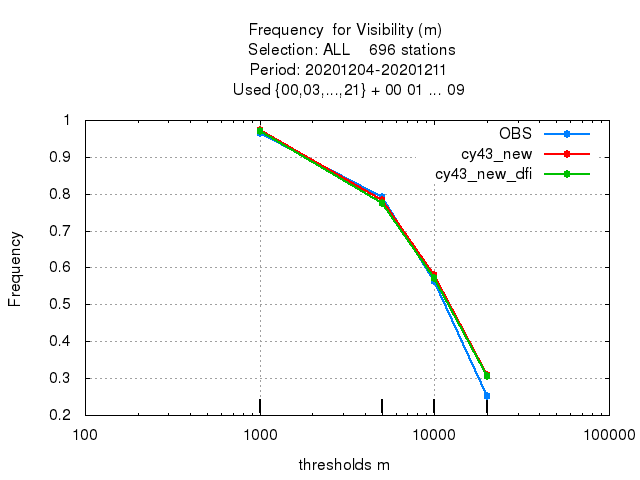 Frequency for Visibility (m)
Selection: ALL 696 stations
Period: 20201204-20201211
Used {00,03,...,21} + 00 01 ... 09
OBS
cy43_new
cy43_new_dfi
1
0.9
0.8
0.7
0.6
0.5
0.4
0.3
0.2
Frequency
100
1000
10000
100000
thresholds m